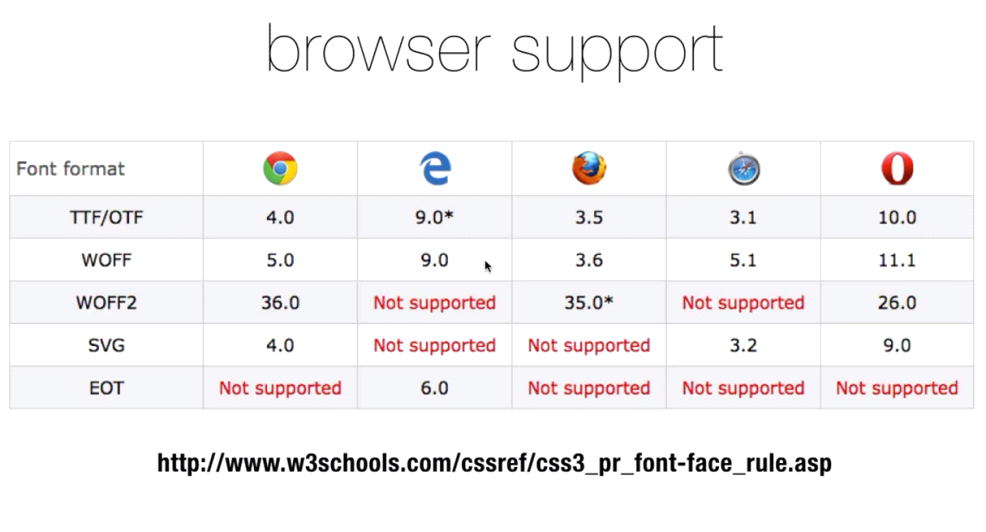 browser support
Font format
TTF/OTF 4.0 9.0* 3.5 3.1 10.0
WOFF 5.0 9.0 3.6 5.1 11.1
WOFF2 36.0 Not supported 35.0* Not supported 26.0
SVG 4.0 Not supported Not supported 3.2 9.0
EOT Not supported 6.0 Not supported Not supported Not supported
http://www.w3schools.com/cssref/css3_pr_font-face_rule.asp